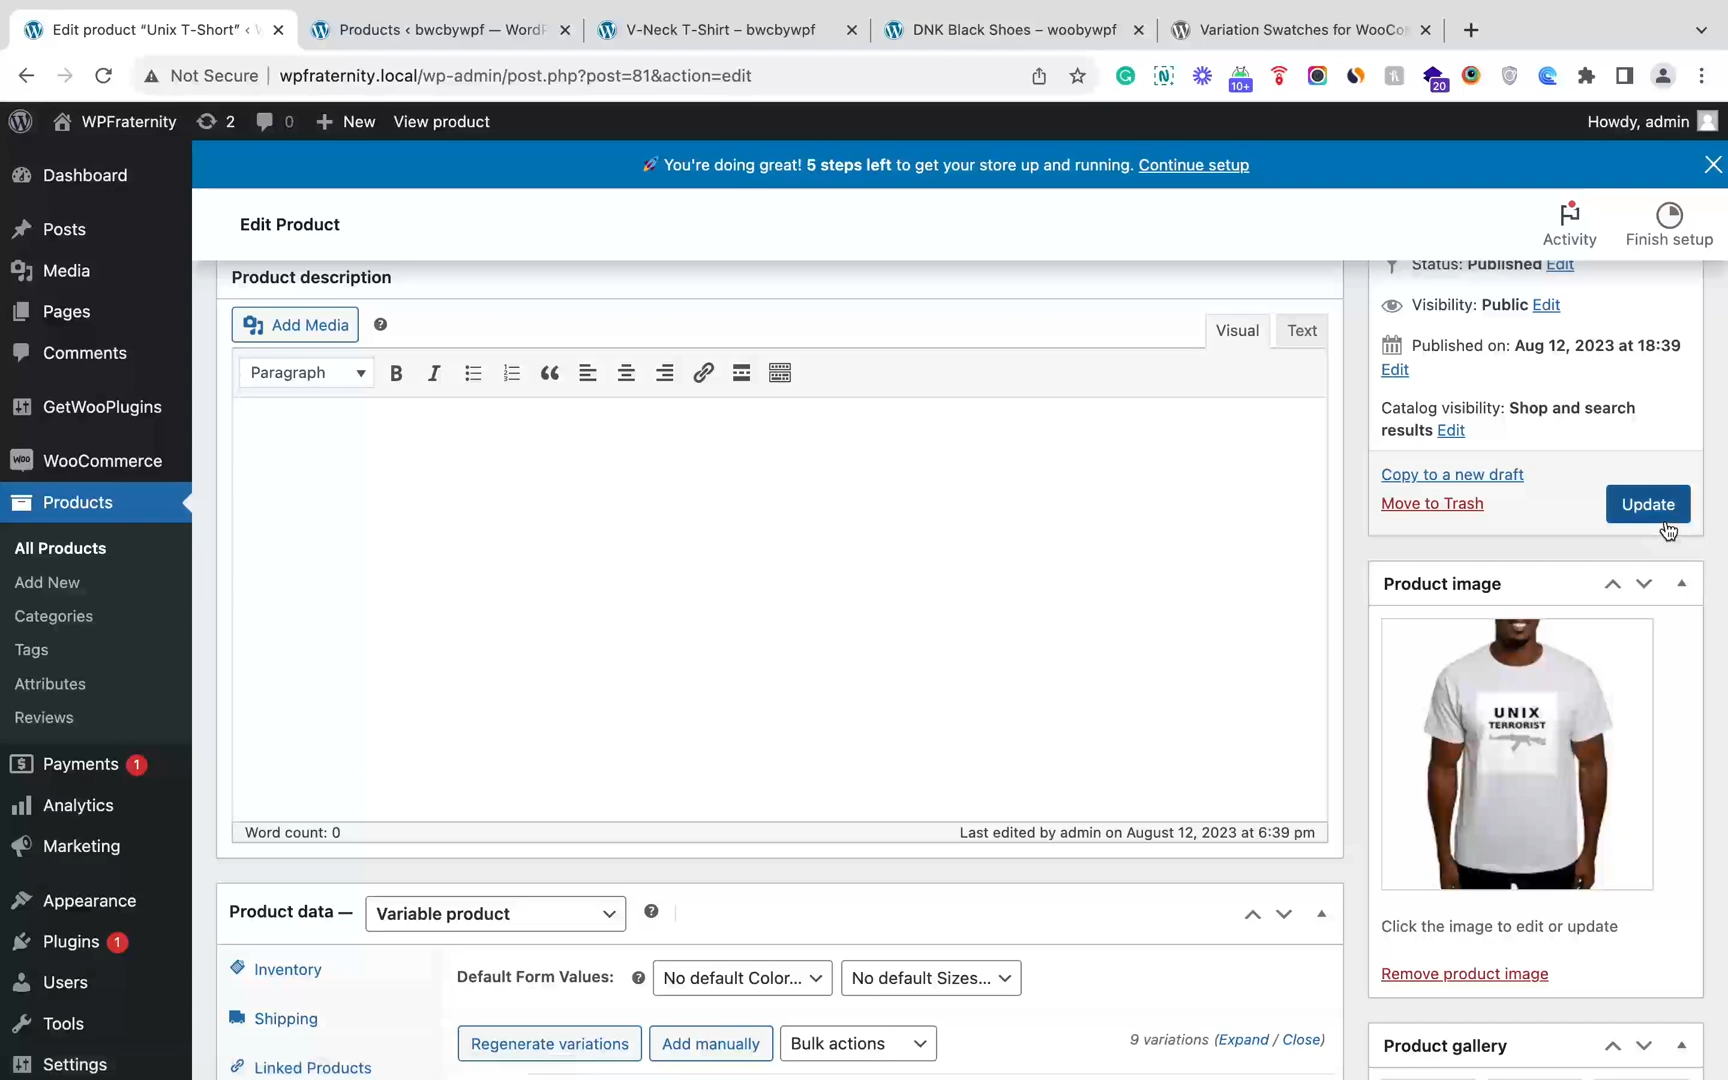 Edit product “Unix T-Short” ‹ W
Products ‹ bwcbywpf — WordP
V-Neck T-Shirt – bwcbywpf
DNK Black Shoes – woobywpf
Variation Swatches for WooCo
Not Secure
wpfraternity.local/wp-admin/post.php?post=81&action=edit
10+
20
WPFraternity
2
0
New
View product
Howdy, admin
🚀 You're doing great! 5 steps left to get your store up and running. Continue setup
Edit Product
Activity
Finish setup
Dashboard
Posts
Media
Pages
Comments
GetWooPlugins
WooCommerce
Products
All Products
Add New
Categories
Tags
Attributes
Reviews
Payments 1
Analytics
Marketing
Appearance
Plugins 1
Users
Tools
Settings
Product description
Add Media
Visual
Text
Paragraph
Word count: 0
Last edited by admin on August 12, 2023 at 6:39 pm
Product data —
Variable product
Inventory
Shipping
Linked Products
Default Form Values:
No default Color...
No default Sizes...
Regenerate variations
Add manually
Bulk actions
9 variations (Expand / Close)
Status: Published Edit
Visibility: Public Edit
Published on: Aug 12, 2023 at 18:39
Edit
Catalog visibility: Shop and search
results Edit
Copy to a new draft
Move to Trash
Update
Product image
UNIX
TERRORIST
Click the image to edit or update
Remove product image
Product gallery